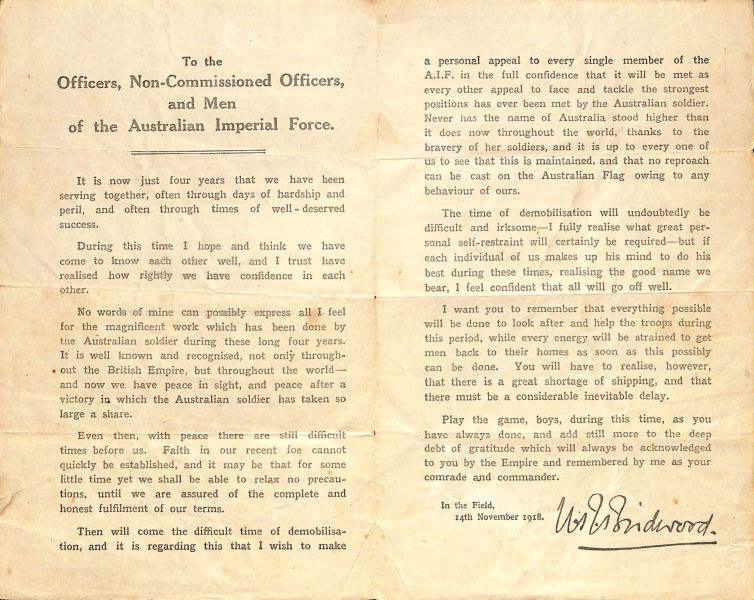 To the
Officers, Non-Commissioned Officers,
and Men
of the Australian Imperial Force.
It is now just four years that we have been
serving together, often through days of hardship and
peril, and often through times of well-deserved
success.
During this time I hope and think we have
come to know each other well, and I trust have
realised how rightly we have confidence in each
other.
No words of mine can possibly express all I feel
for the magnificent work which has been done by
the Australian soldier during these long four years.
It is well known and recognised, not only through-
out the British Empire, but throughout the world—
and now we have peace in sight, and peace after a
victory in which the Australian soldier has taken so
large a share.
Even then, with peace there are still difficult
times before us. Faith in our recent foe cannot
quickly be established, and it may be that for some
little time yet we shall be able to relax no precau-
tions, until we are assured of the complete and
honest fulfilment of our terms.
Then will come the difficult time of demobilisa-
tion, and it is regarding this that I wish to make
a personal appeal to every single member of the
A.I.F. in the full confidence that it will be met as
every other appeal to face and tackle the strongest
positions has ever been met by the Australian soldier.
Never has the name of Australia stood higher than
it does now throughout the world, thanks to the
bravery of her soldiers, and it is up to every one of
us to see that this is maintained, and that no reproach
can be cast on the Australian Flag owing to any
behaviour of ours.
The time of demobilisation will undoubtedly be
difficult and irksome—I fully realise what great per-
sonal self-restraint will certainly be required—but if
each individual of us makes up his mind to do his
best during these times, realising the good name we
bear, I feel confident that all will go off well.
I want you to remember that everything possible
will be done to look after and help the troops during
this period, while every energy will be strained to get
men back to their homes as soon as this possibly
can be done. You will have to realise, however,
that there is a great shortage of shipping, and that
there must be a considerable inevitable delay.
Play the game, boys, during this time, as you
have always done, and add still more to the deep
debt of gratitude which will always be acknowledged
to you by the Empire and remembered by me as your
comrade and commander.
In the Field,
14th November 1918.
Birdwood.